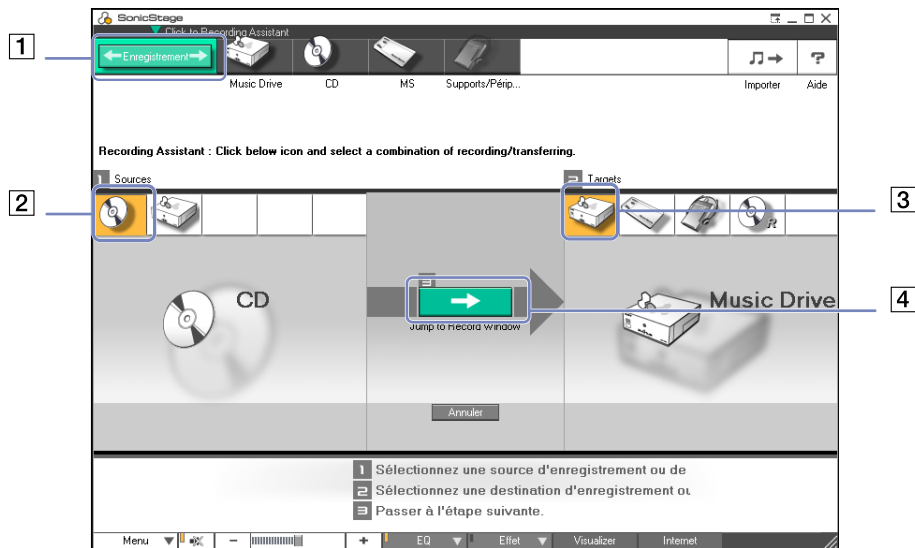 SonicStage
Click to Recording Assistant
1
Enregistrement
Music Drive
CD
MS
Supports/Périp...
Importer
Aide
Recording Assistant : Click below icon and select a combination of recording/transferring.
1 Sources
2 Targets
2
3
R
CD
3
Music Drive
4
Jump to Record Window
Annuler
1 Sélectionnez une source d'enregistrement ou de
2 Sélectionnez une destination d'enregistrement ou
3 Passer à l'étape suivante.
Menu
EQ
Effet
Visualizer
Internet